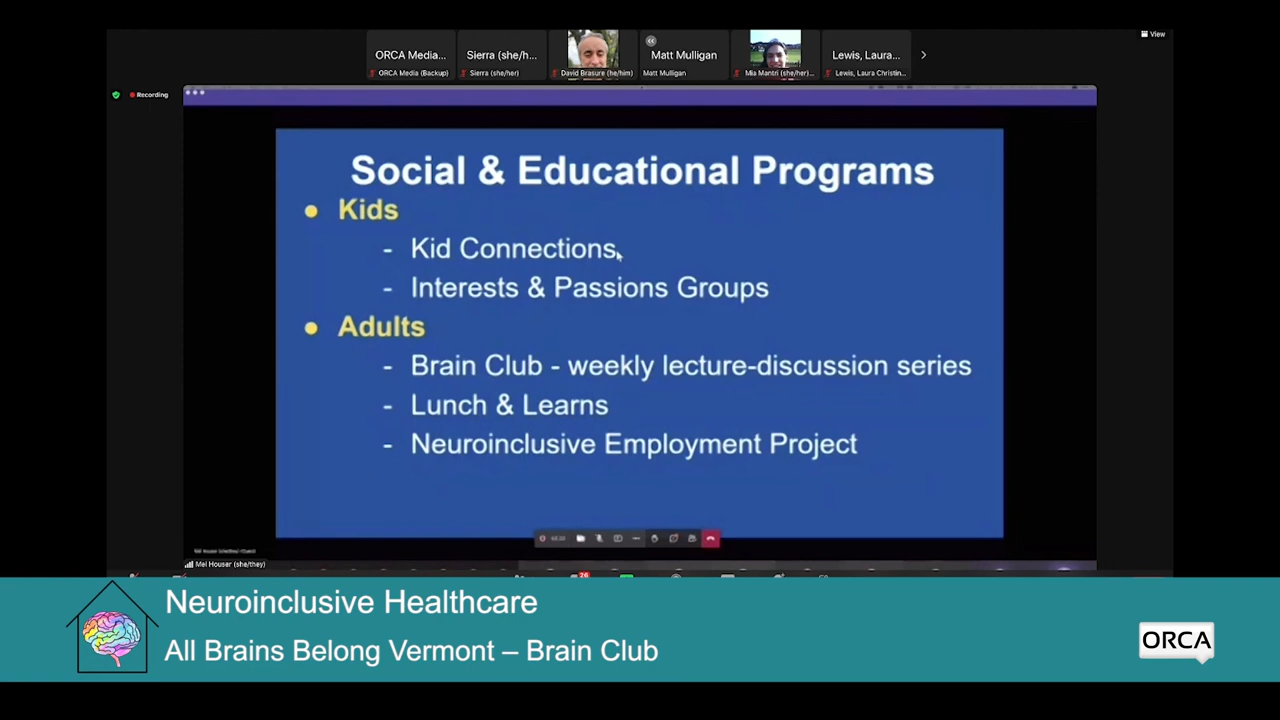 View
ORCA Media...
Sierra (she/h...
Matt Mulligan
Lewis, Laura...
ORCA Media (Backup)
Sierra (she/her)
David Brasure (he/him)
Matt Mulligan
Mia Mantri (she/her)...
Lewis, Laura Christin...
Recording
Social & Educational Programs
Kids
- Kid Connections
- Interests & Passions Groups
Adults
- Brain Club - weekly lecture-discussion series
- Lunch & Learns
- Neuroinclusive Employment Project
Mel Houser (she/they)
26
Neuroinclusive Healthcare
All Brains Belong Vermont – Brain Club
ORCA